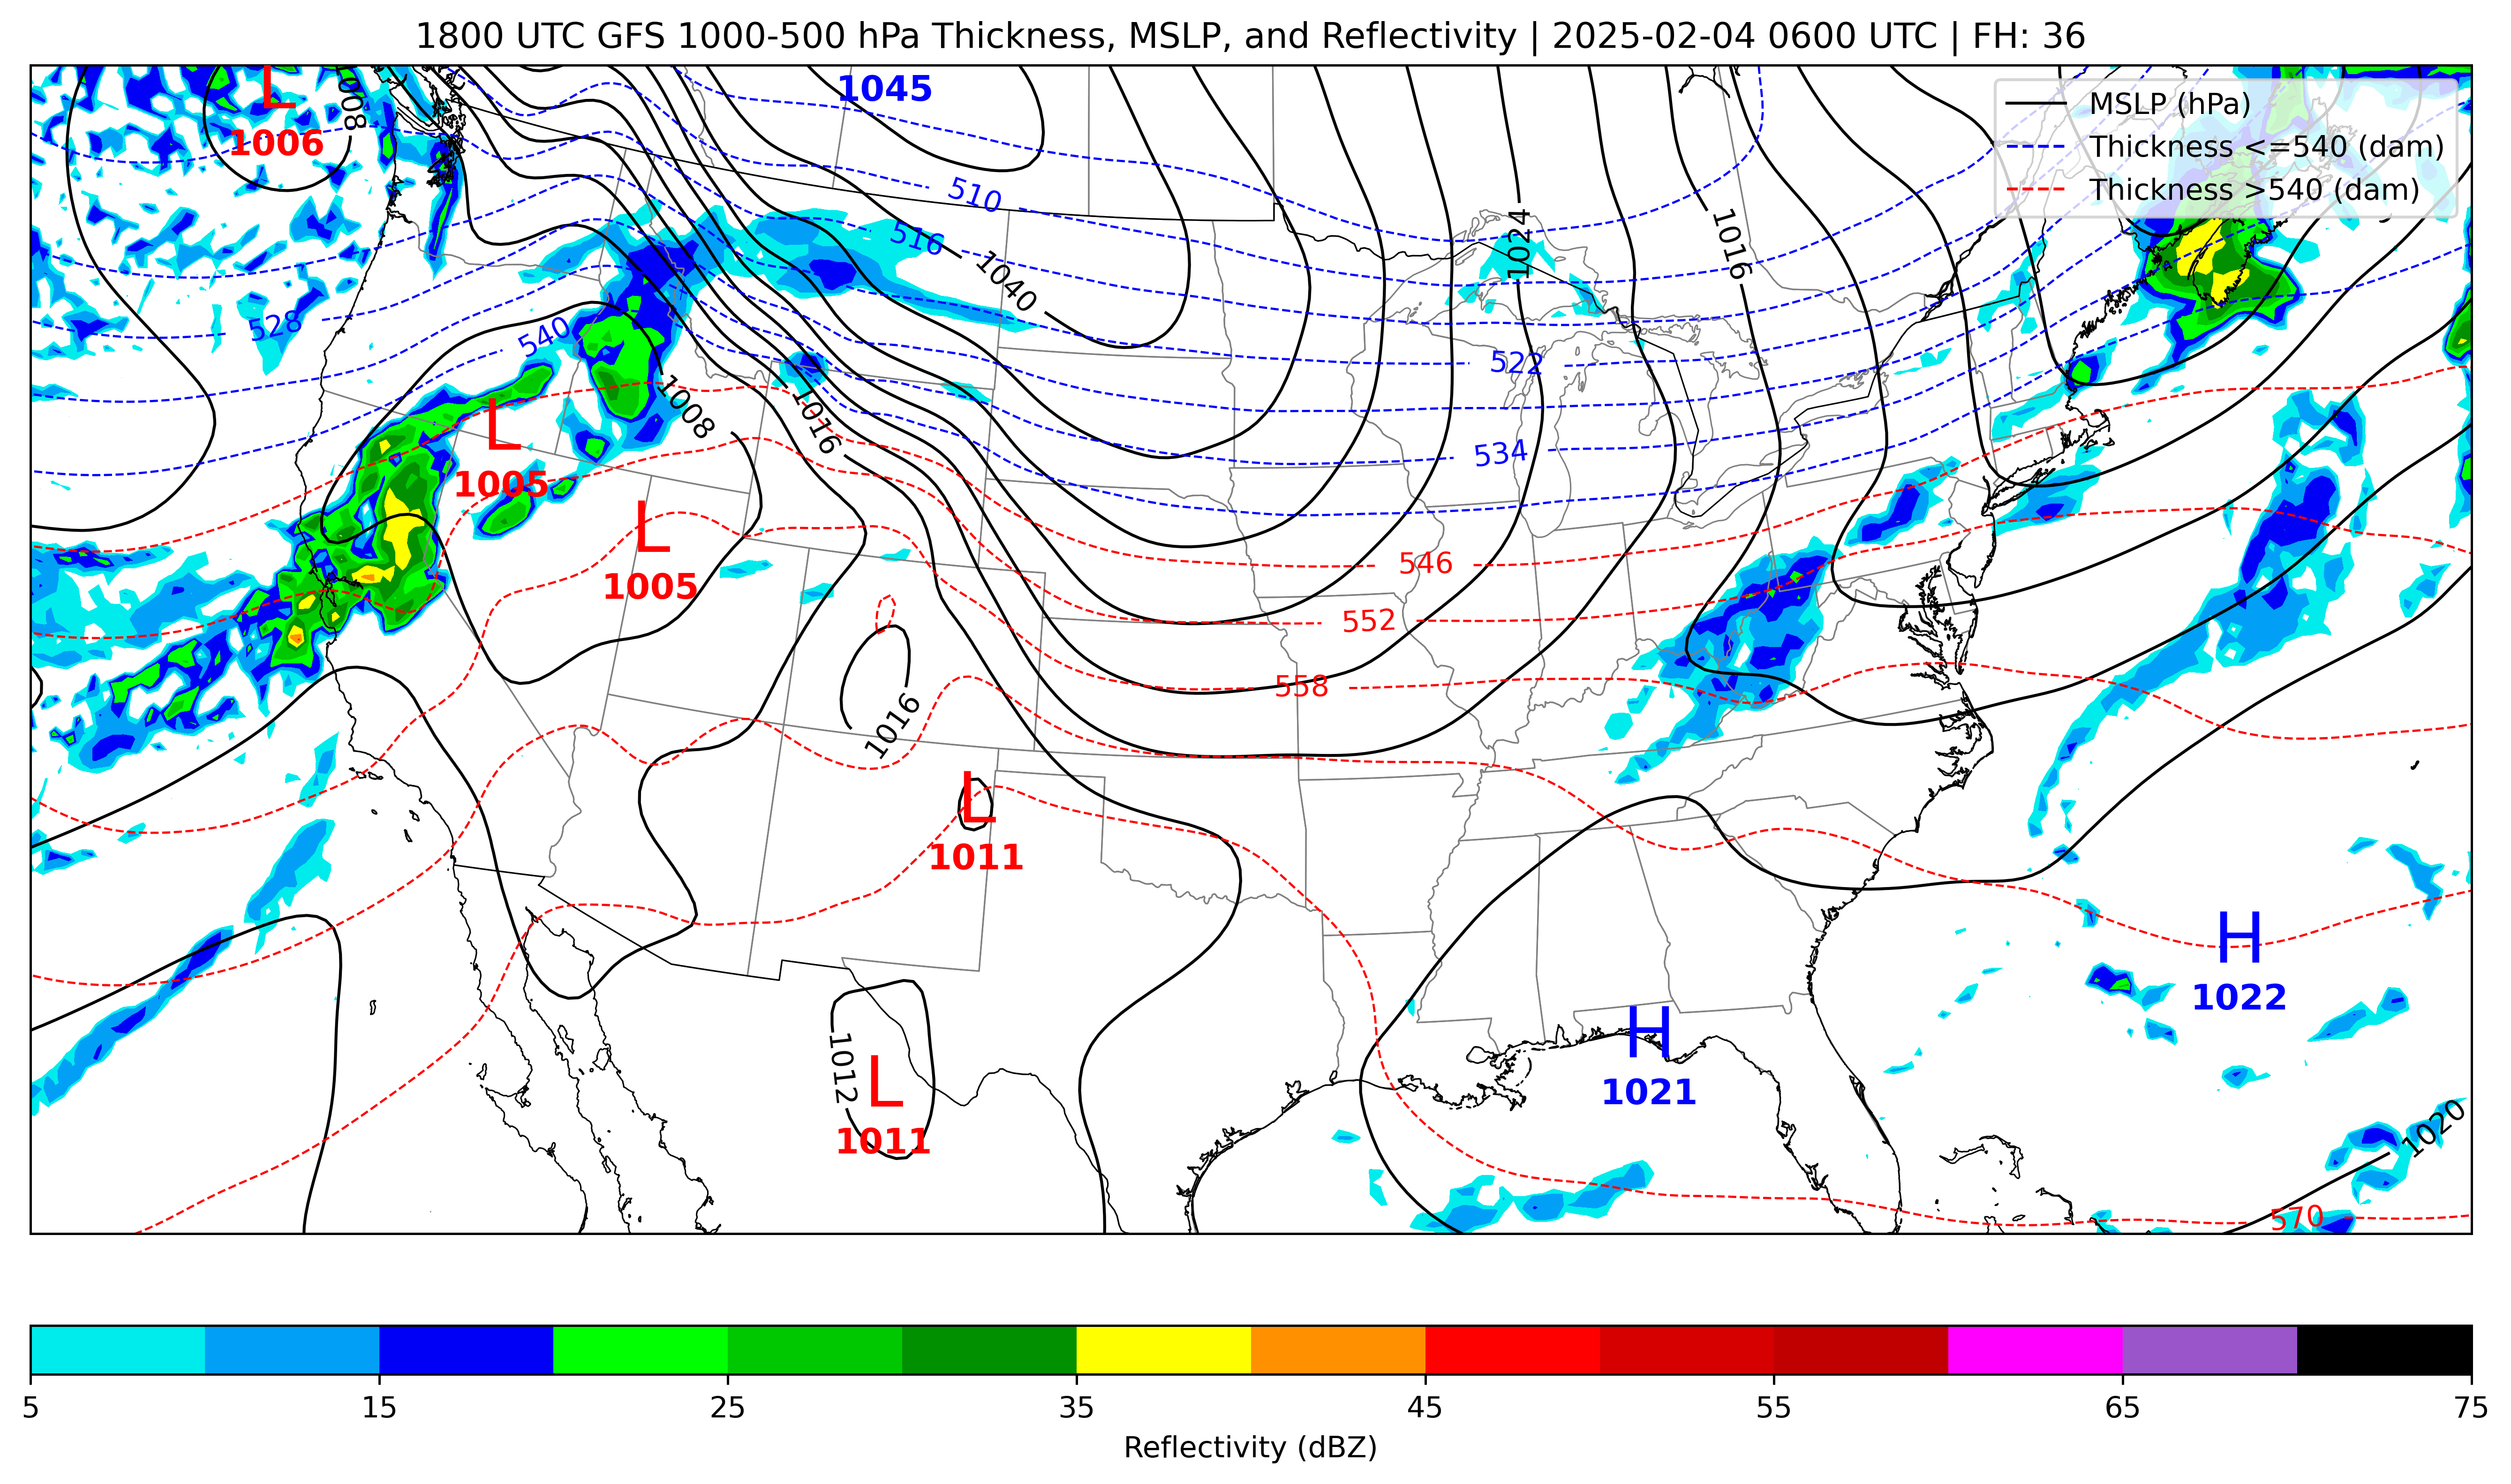 1800 UTC GFS 1000-500 hPa Thickness, MSLP, and Reflectivity | 2025-02-04 0600 UTC | FH: 36
MSLP (hPa)
Thickness <=540 (dam)
Thickness >540 (dam)
L
1006
1008
1045
510
516
1040
1024
1016
528
540
522
1008
1016
534
L
1005
L
1005
546
552
558
1016
L
1011
H
1022
1012
L
1011
H
1021
1020
570
5 15 25 35 45 55 65 75
Reflectivity (dBZ)